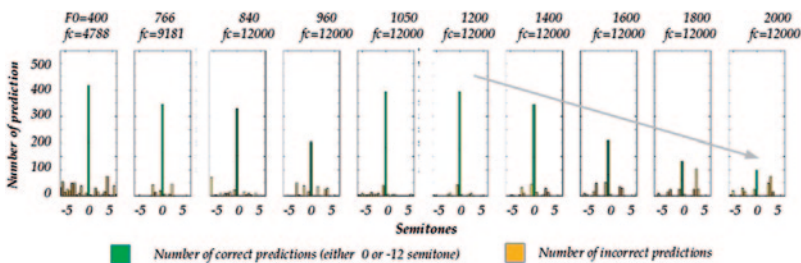 F0=400 766 840 960 1050 1200 1400 1600 1800 2000
fc=4788 fc=9181 fc=12000 fc=12000 fc=12000 fc=12000 fc=12000 fc=12000 fc=12000 fc=12000
500
400
300
200
100
0
Number of prediction
-5 0 5 -5 0 5 -5 0 5 -5 0 5 -5 0 5 -5 0 5 -5 0 5 -5 0 5 -5 0 5 -5 0 5
Semitones
Number of correct predictions (either 0 or -12 semitone) Number of incorrect predictions